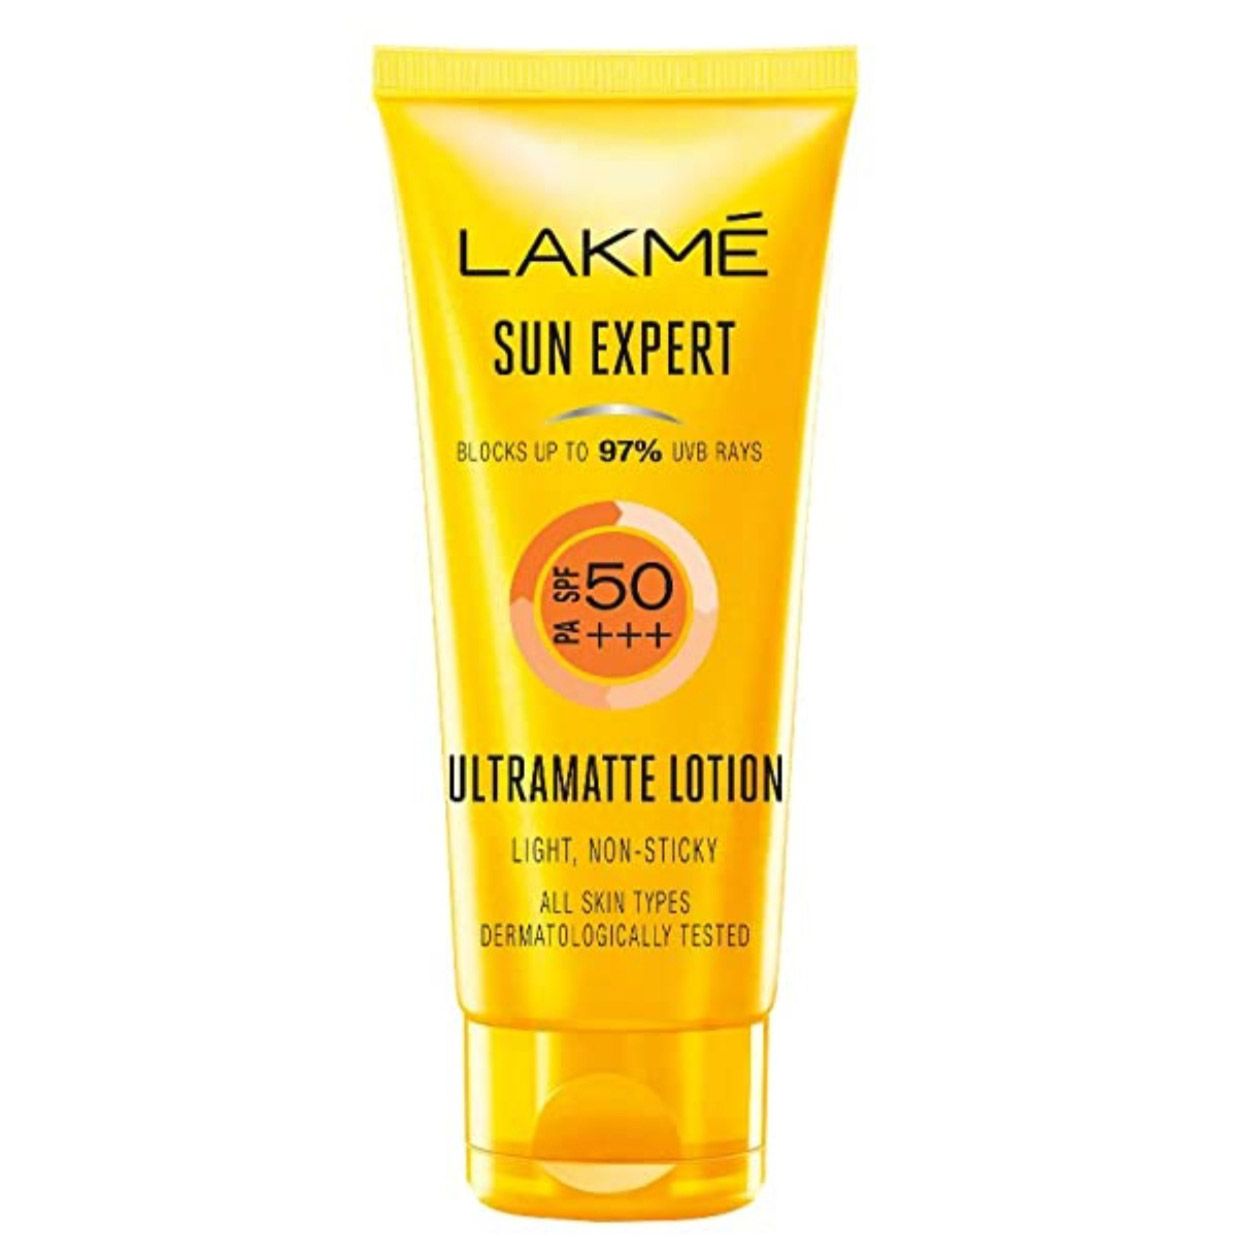 LAKMÉ
SUN EXPERT
BLOCKS UP TO 97% UVB RAYS
SPF 50
PA +++
ULTRAMATTE LOTION
LIGHT, NON-STICKY
ALL SKIN TYPES
DERMATOLOGICALLY TESTED